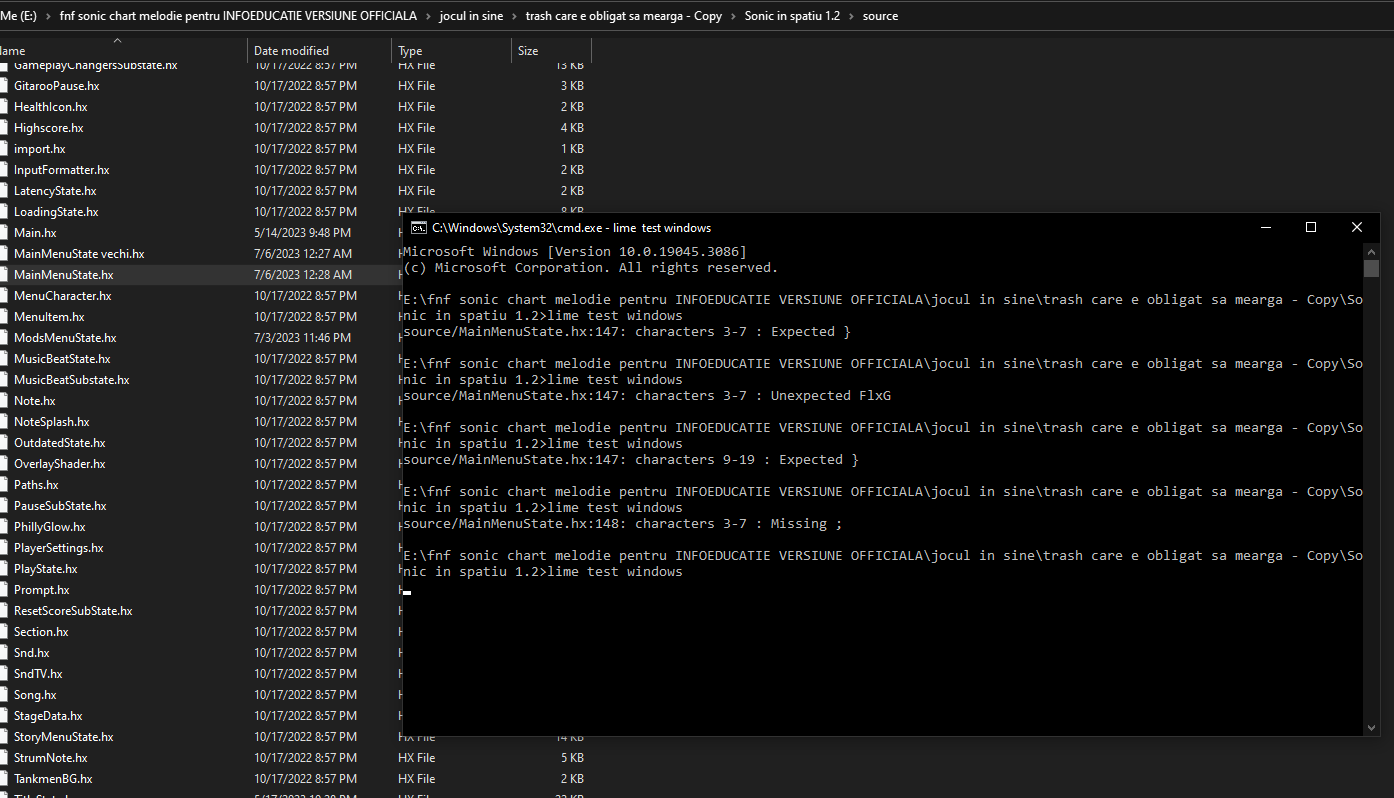 Me (E:) > fnf sonic chart melodie pentru INFOEDUCATIE VERSIUNE OFFICIALA > jocul in sine > trash care e obligat sa mearga - Copy > Sonic in spatiu 1.2 > source
Date modified Type Size
GameplayChangersSubstate.hx 10/17/2022 8:57 PM HX File 13 KB
GitarooPause.hx 10/17/2022 8:57 PM HX File 3 KB
HealthIcon.hx 10/17/2022 8:57 PM HX File 2 KB
Highscore.hx 10/17/2022 8:57 PM HX File 4 KB
import.hx 10/17/2022 8:57 PM HX File 1 KB
InputFormatter.hx 10/17/2022 8:57 PM HX File 2 KB
LatencyState.hx 10/17/2022 8:57 PM HX File 2 KB
LoadingState.hx 10/17/2022 8:57 PM HX File 8 KB
Main.hx 5/14/2023 9:48 PM
MainMenuState vechi.hx 7/6/2023 12:27 AM
MainMenuState.hx 7/6/2023 12:28 AM
MenuCharacter.hx 10/17/2022 8:57 PM
MenuItem.hx 10/17/2022 8:57 PM
ModsMenuState.hx 7/3/2023 11:46 PM
MusicBeatState.hx 10/17/2022 8:57 PM
MusicBeatSubstate.hx 10/17/2022 8:57 PM
Note.hx 10/17/2022 8:57 PM
NoteSplash.hx 10/17/2022 8:57 PM
OutdatedState.hx 10/17/2022 8:57 PM
OverlayShader.hx 10/17/2022 8:57 PM
Paths.hx 10/17/2022 8:57 PM
PauseSubState.hx 10/17/2022 8:57 PM
PhillyGlow.hx 10/17/2022 8:57 PM
PlayerSettings.hx 10/17/2022 8:57 PM
PlayState.hx 10/17/2022 8:57 PM
Prompt.hx 10/17/2022 8:57 PM
ResetScoreSubState.hx 10/17/2022 8:57 PM
Section.hx 10/17/2022 8:57 PM
Snd.hx 10/17/2022 8:57 PM
SndTV.hx 10/17/2022 8:57 PM
Song.hx 10/17/2022 8:57 PM
StageData.hx 10/17/2022 8:57 PM
StoryMenuState.hx 10/17/2022 8:57 PM HX File 14 KB
StrumNote.hx 10/17/2022 8:57 PM HX File 5 KB
TankmenBG.hx 10/17/2022 8:57 PM HX File 2 KB
C:\Windows\System32\cmd.exe - lime test windows
Microsoft Windows [Version 10.0.19045.3086]
(c) Microsoft Corporation. All rights reserved.
E:\fnf sonic chart melodie pentru INFOEDUCATIE VERSIUNE OFFICIALA\jocul in sine\trash care e obligat sa mearga - Copy\So
nic in spatiu 1.2>lime test windows
source/MainMenuState.hx:147: characters 3-7 : Expected }
E:\fnf sonic chart melodie pentru INFOEDUCATIE VERSIUNE OFFICIALA\jocul in sine\trash care e obligat sa mearga - Copy\So
nic in spatiu 1.2>lime test windows
source/MainMenuState.hx:147: characters 3-7 : Unexpected FlxG
E:\fnf sonic chart melodie pentru INFOEDUCATIE VERSIUNE OFFICIALA\jocul in sine\trash care e obligat sa mearga - Copy\So
nic in spatiu 1.2>lime test windows
source/MainMenuState.hx:147: characters 9-19 : Expected }
E:\fnf sonic chart melodie pentru INFOEDUCATIE VERSIUNE OFFICIALA\jocul in sine\trash care e obligat sa mearga - Copy\So
nic in spatiu 1.2>lime test windows
source/MainMenuState.hx:148: characters 3-7 : Missing ;
E:\fnf sonic chart melodie pentru INFOEDUCATIE VERSIUNE OFFICIALA\jocul in sine\trash care e obligat sa mearga - Copy\So
nic in spatiu 1.2>lime test windows